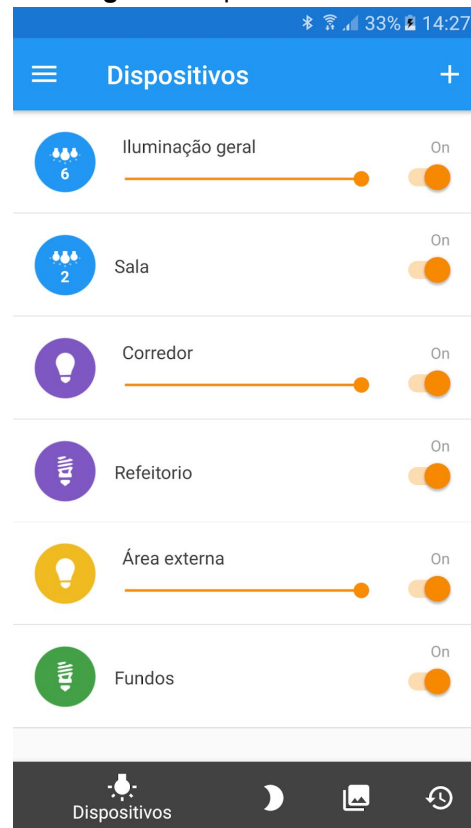 33% 14:27
Dispositivos
Iluminação geral
On
6
On
Sala
2
Corredor
On
On
Refeitorio
Área externa
On
On
Fundos
Dispositivos